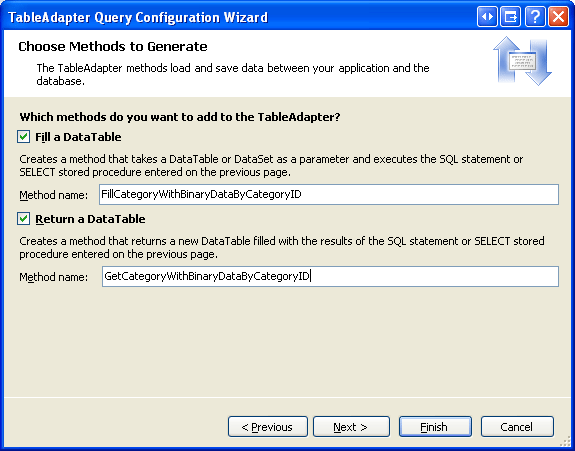 TableAdapter Query Configuration Wizard
Choose Methods to Generate
The TableAdapter methods load and save data between your application and the
database.
Which methods do you want to add to the TableAdapter?
Fill a DataTable
Creates a method that takes a DataTable or DataSet as a parameter and executes the SQL statement or
SELECT stored procedure entered on the previous page.
Method name: FillCategoryWithBinaryDataByCategoryID
Return a DataTable
Creates a method that returns a new DataTable filled with the results of the SQL statement or SELECT stored
procedure entered on the previous page.
Method name: GetCategoryWithBinaryDataByCategoryID
< Previous Next > Finish Cancel